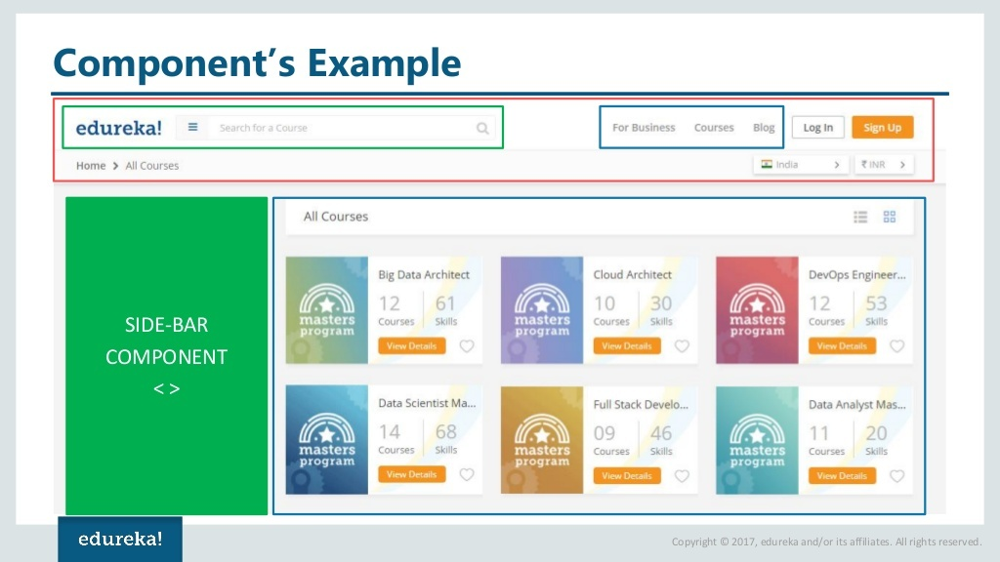 Component's Example
edureka!
Search for a Course
For Business Courses Blog Log In Sign Up
Home > All Courses
India >
₹ INR >
SIDE-BAR
COMPONENT
< >
All Courses
masters
program
Big Data Architect
12 61
Courses Skills
View Details
masters
program
Cloud Architect
10 30
Courses Skills
View Details
masters
program
DevOps Engineer...
12 53
Courses Skills
View Details
masters
program
Data Scientist Ma...
14 68
Courses Skills
View Details
masters
program
Full Stack Develo...
09 46
Courses Skills
View Details
masters
program
Data Analyst Mas...
11 20
Courses Skills
View Details
edureka!
Copyright © 2017, edureka and/or its affiliates. All rights reserved.